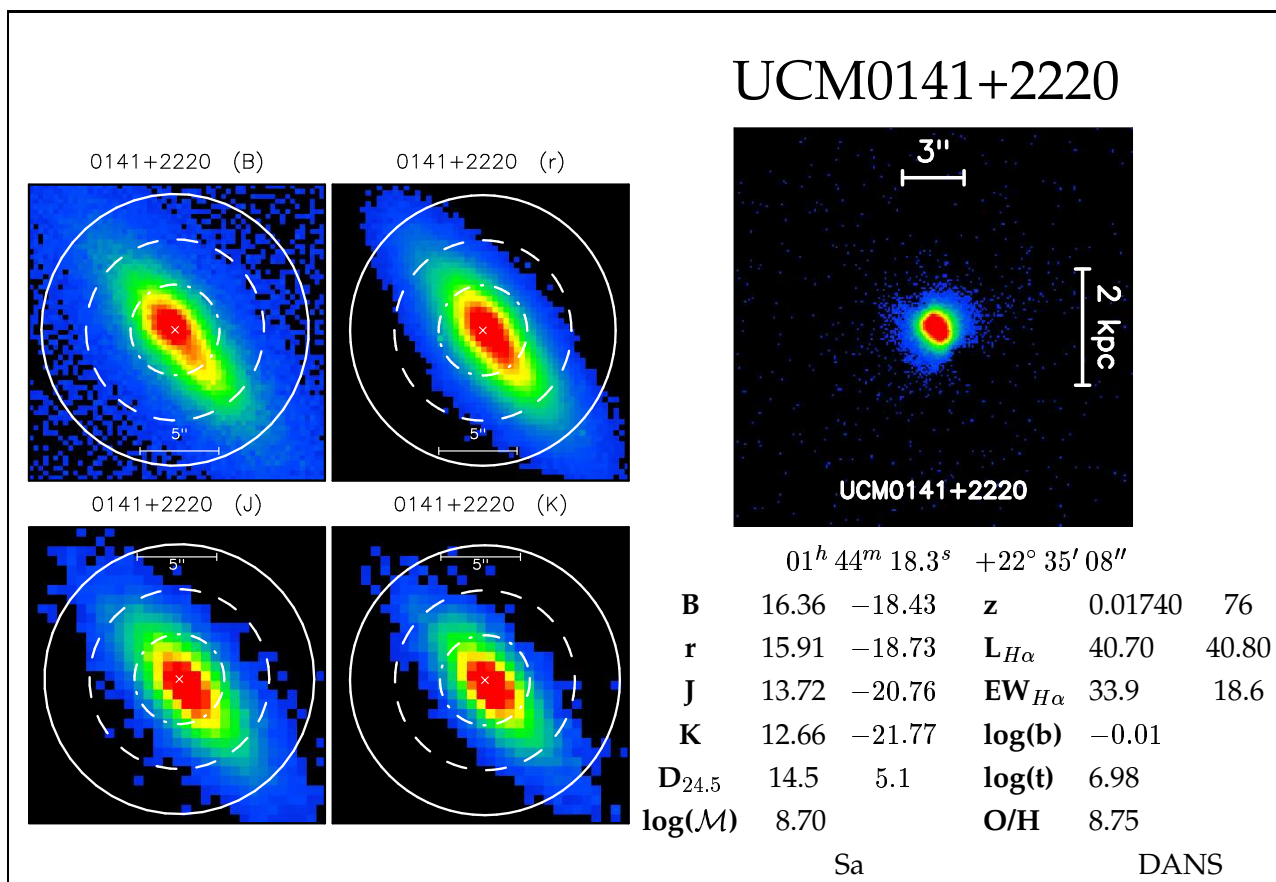 UCM0141+2220
0141+2220 (B)
0141+2220 (r)
5"
5"
0141+2220 (J)
0141+2220 (K)
5"
5"
3"
2 kpc
UCM0141+2220
01ʰ 44ᵐ 18.3ˢ +22° 35′ 08″
B 16.36 −18.43 z 0.01740 76
r 15.91 −18.73 L_Hα 40.70 40.80
J 13.72 −20.76 EW_Hα 33.9 18.6
K 12.66 −21.77 log(b) −0.01
D_24.5 14.5 5.1 log(t) 6.98
log(ℳ) 8.70 O/H 8.75
Sa DANS